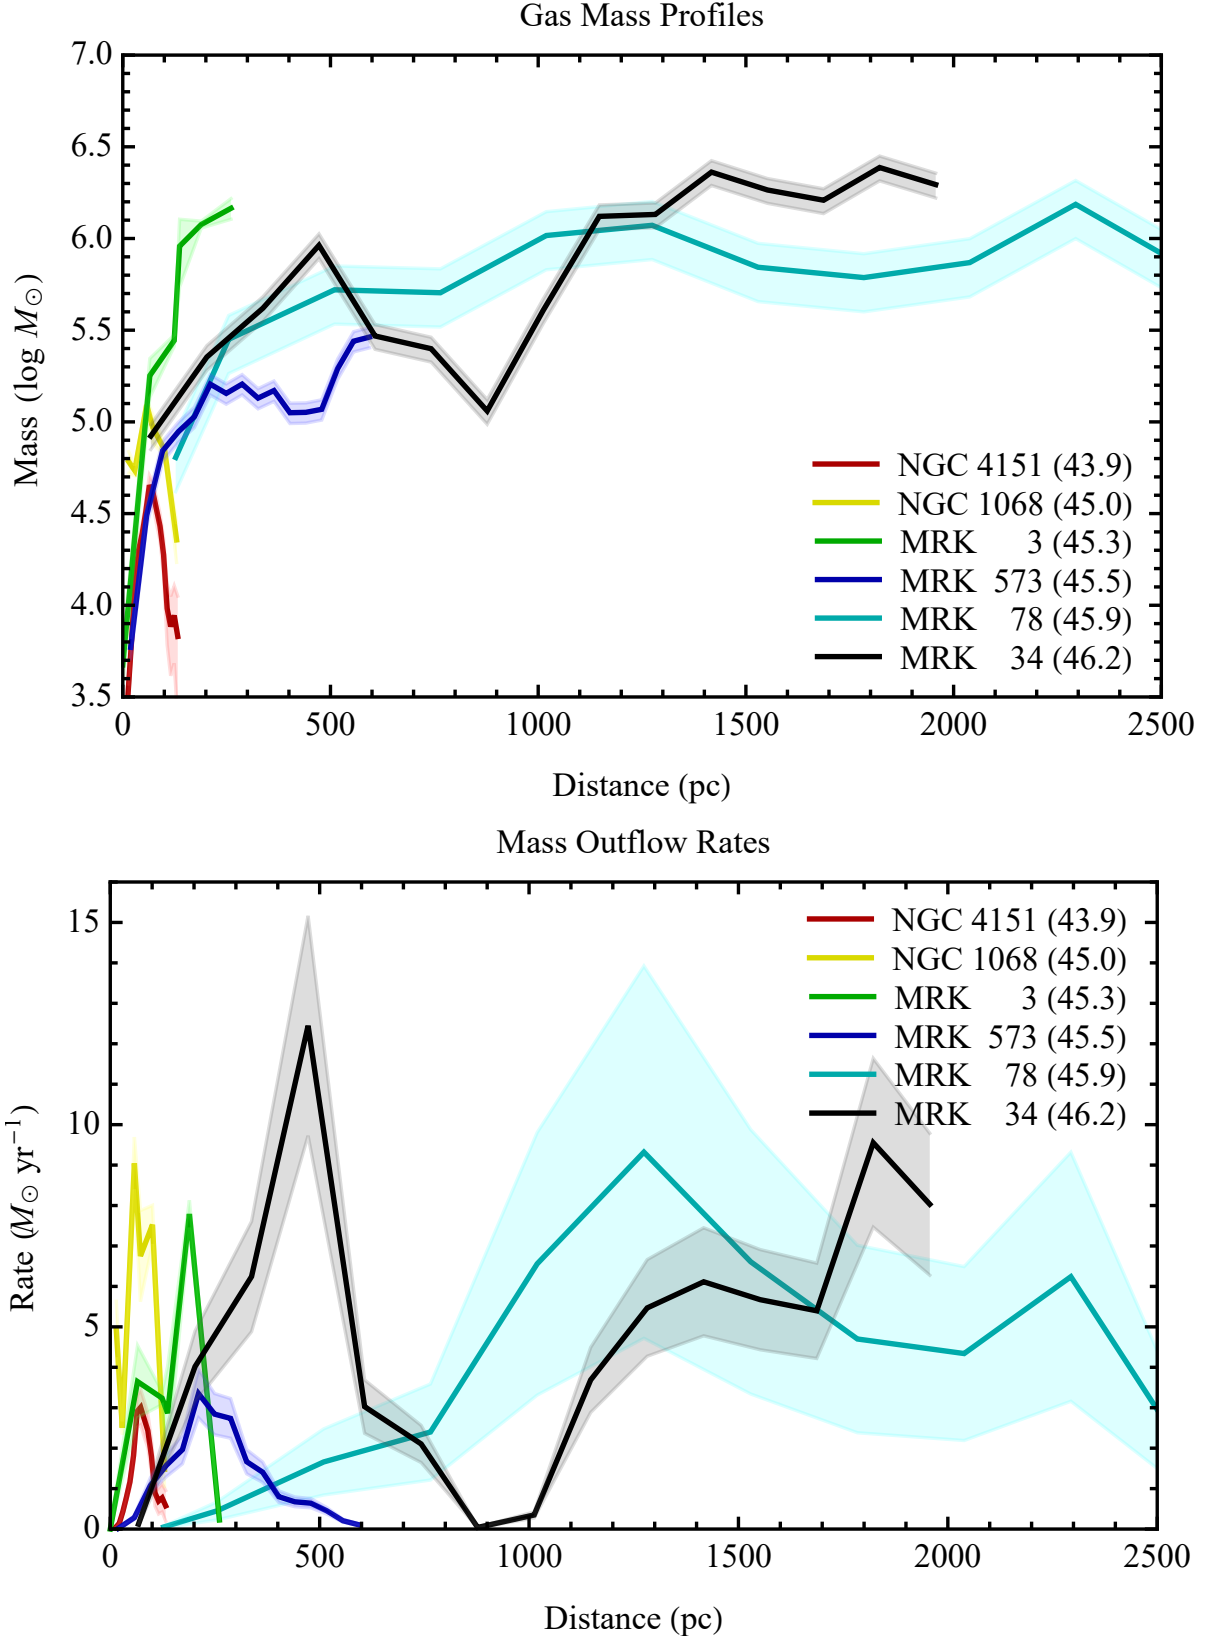 Gas Mass Profiles
7.0
6.5
6.0
5.5
5.0
4.5
4.0
3.5
Mass (log M⊙)
NGC 4151 (43.9)
NGC 1068 (45.0)
MRK 3 (45.3)
MRK 573 (45.5)
MRK 78 (45.9)
MRK 34 (46.2)
0 500 1000 1500 2000 2500
Distance (pc)
Mass Outflow Rates
15
10
5
0
Rate (M⊙ yr⁻¹)
NGC 4151 (43.9)
NGC 1068 (45.0)
MRK 3 (45.3)
MRK 573 (45.5)
MRK 78 (45.9)
MRK 34 (46.2)
0 500 1000 1500 2000 2500
Distance (pc)